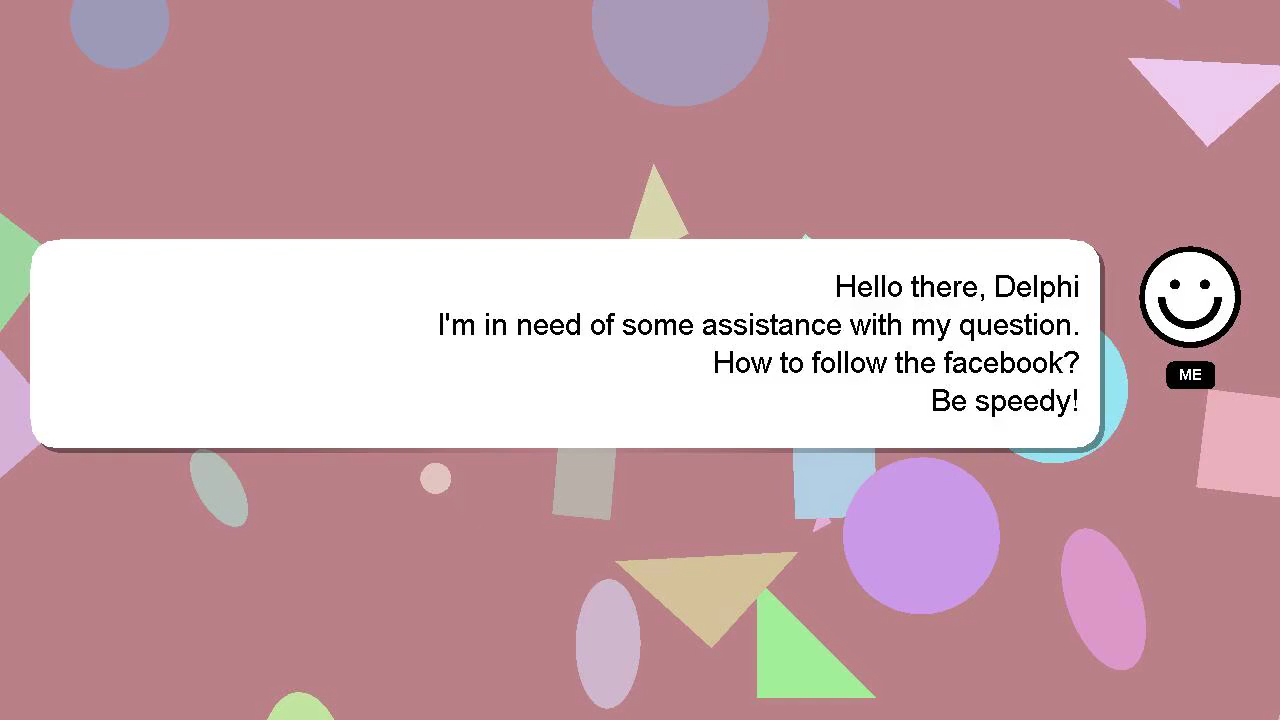 Hello there, Delphi
I'm in need of some assistance with my question.
How to follow the facebook?
Be speedy!
ME